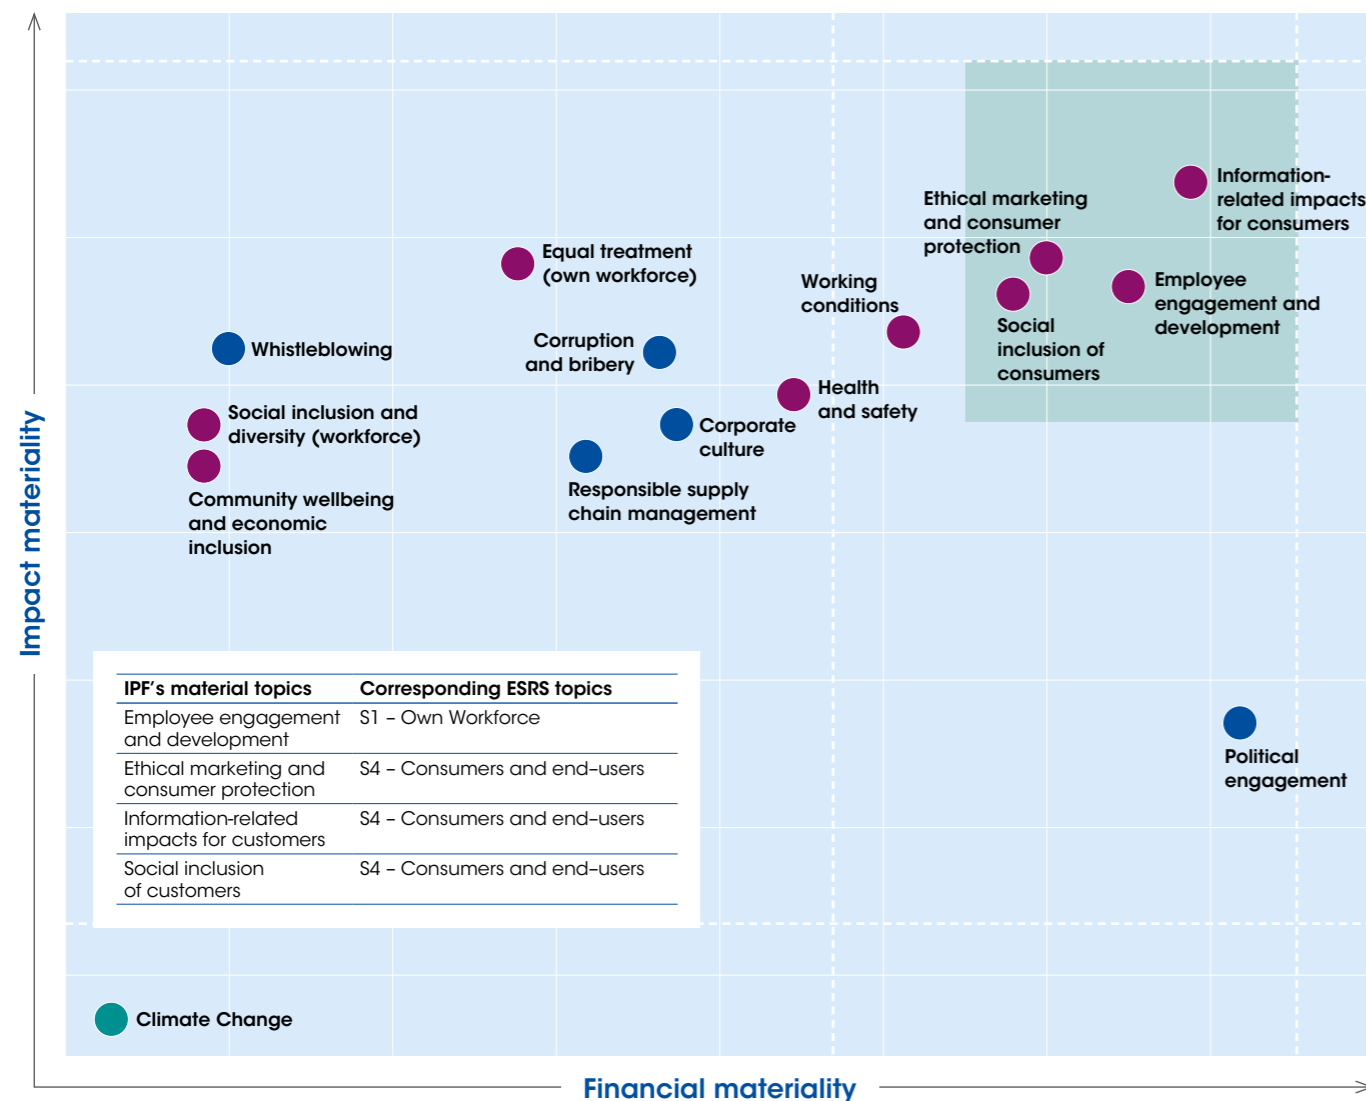 Impact materiality
Information-
related impacts
for consumers
Ethical marketing
and consumer
protection
Equal treatment
(own workforce)
Employee
engagement and
development
Working
conditions
Social
inclusion of
consumers
Whistleblowing
Corruption
and bribery
Health
and safety
Social inclusion and
diversity (workforce)
Corporate
culture
Responsible supply
chain management
Community wellbeing
and economic
inclusion
IPF's material topics Corresponding ESRS topics
Employee engagement S1 – Own Workforce
and development
Ethical marketing and S4 – Consumers and end-users
consumer protection
Information-related S4 – Consumers and end-users
impacts for customers
Social inclusion S4 – Consumers and end-users
of customers
Political
engagement
Climate Change
Financial materiality